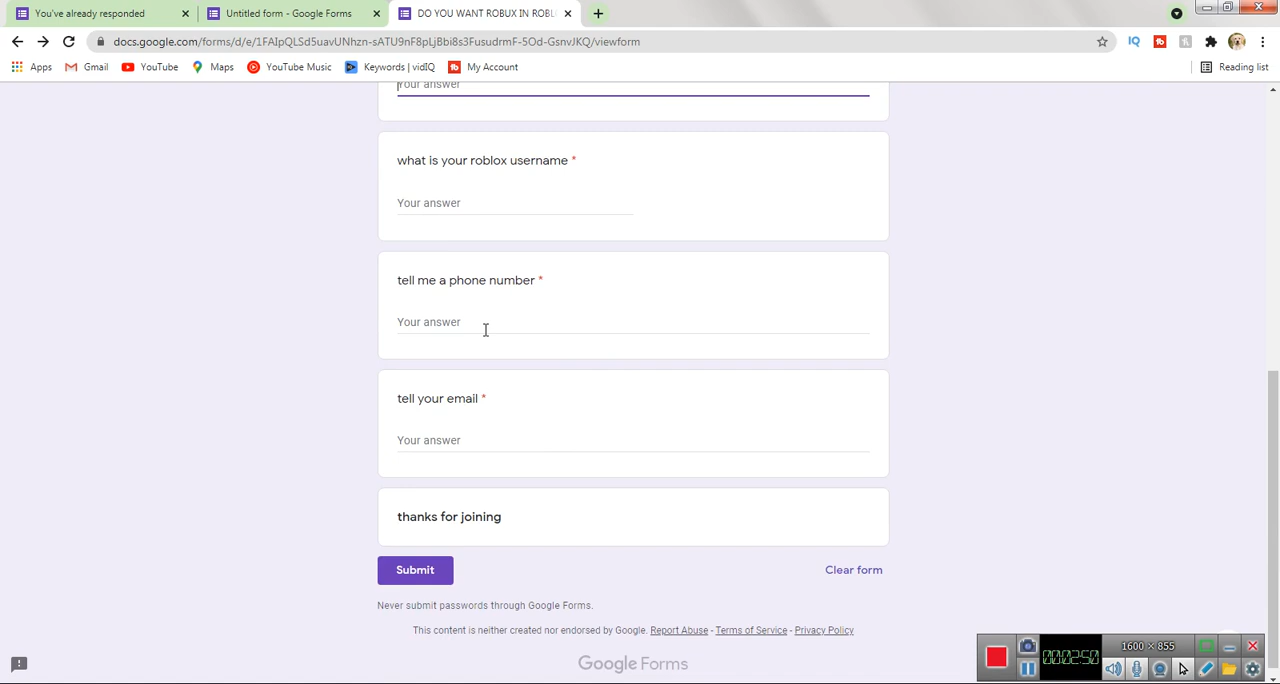 You've already responded
Untitled form - Google Forms
DO YOU WANT ROBUX IN ROBL
docs.google.com/forms/d/e/1FAIpQLSd5uavUNhzn-sATU9nF8pLjBbi8s3FusudrmF-5Od-GsnvJKQ/viewform
IQ
Apps
Gmail
YouTube
Maps
YouTube Music
Keywords | vidIQ
My Account
Reading list
Your answer
what is your roblox username *
Your answer
tell me a phone number *
Your answer
tell your email *
Your answer
thanks for joining
Submit
Clear form
Never submit passwords through Google Forms.
This content is neither created nor endorsed by Google. Report Abuse - Terms of Service - Privacy Policy
Google Forms
1600 × 855
00:02:50